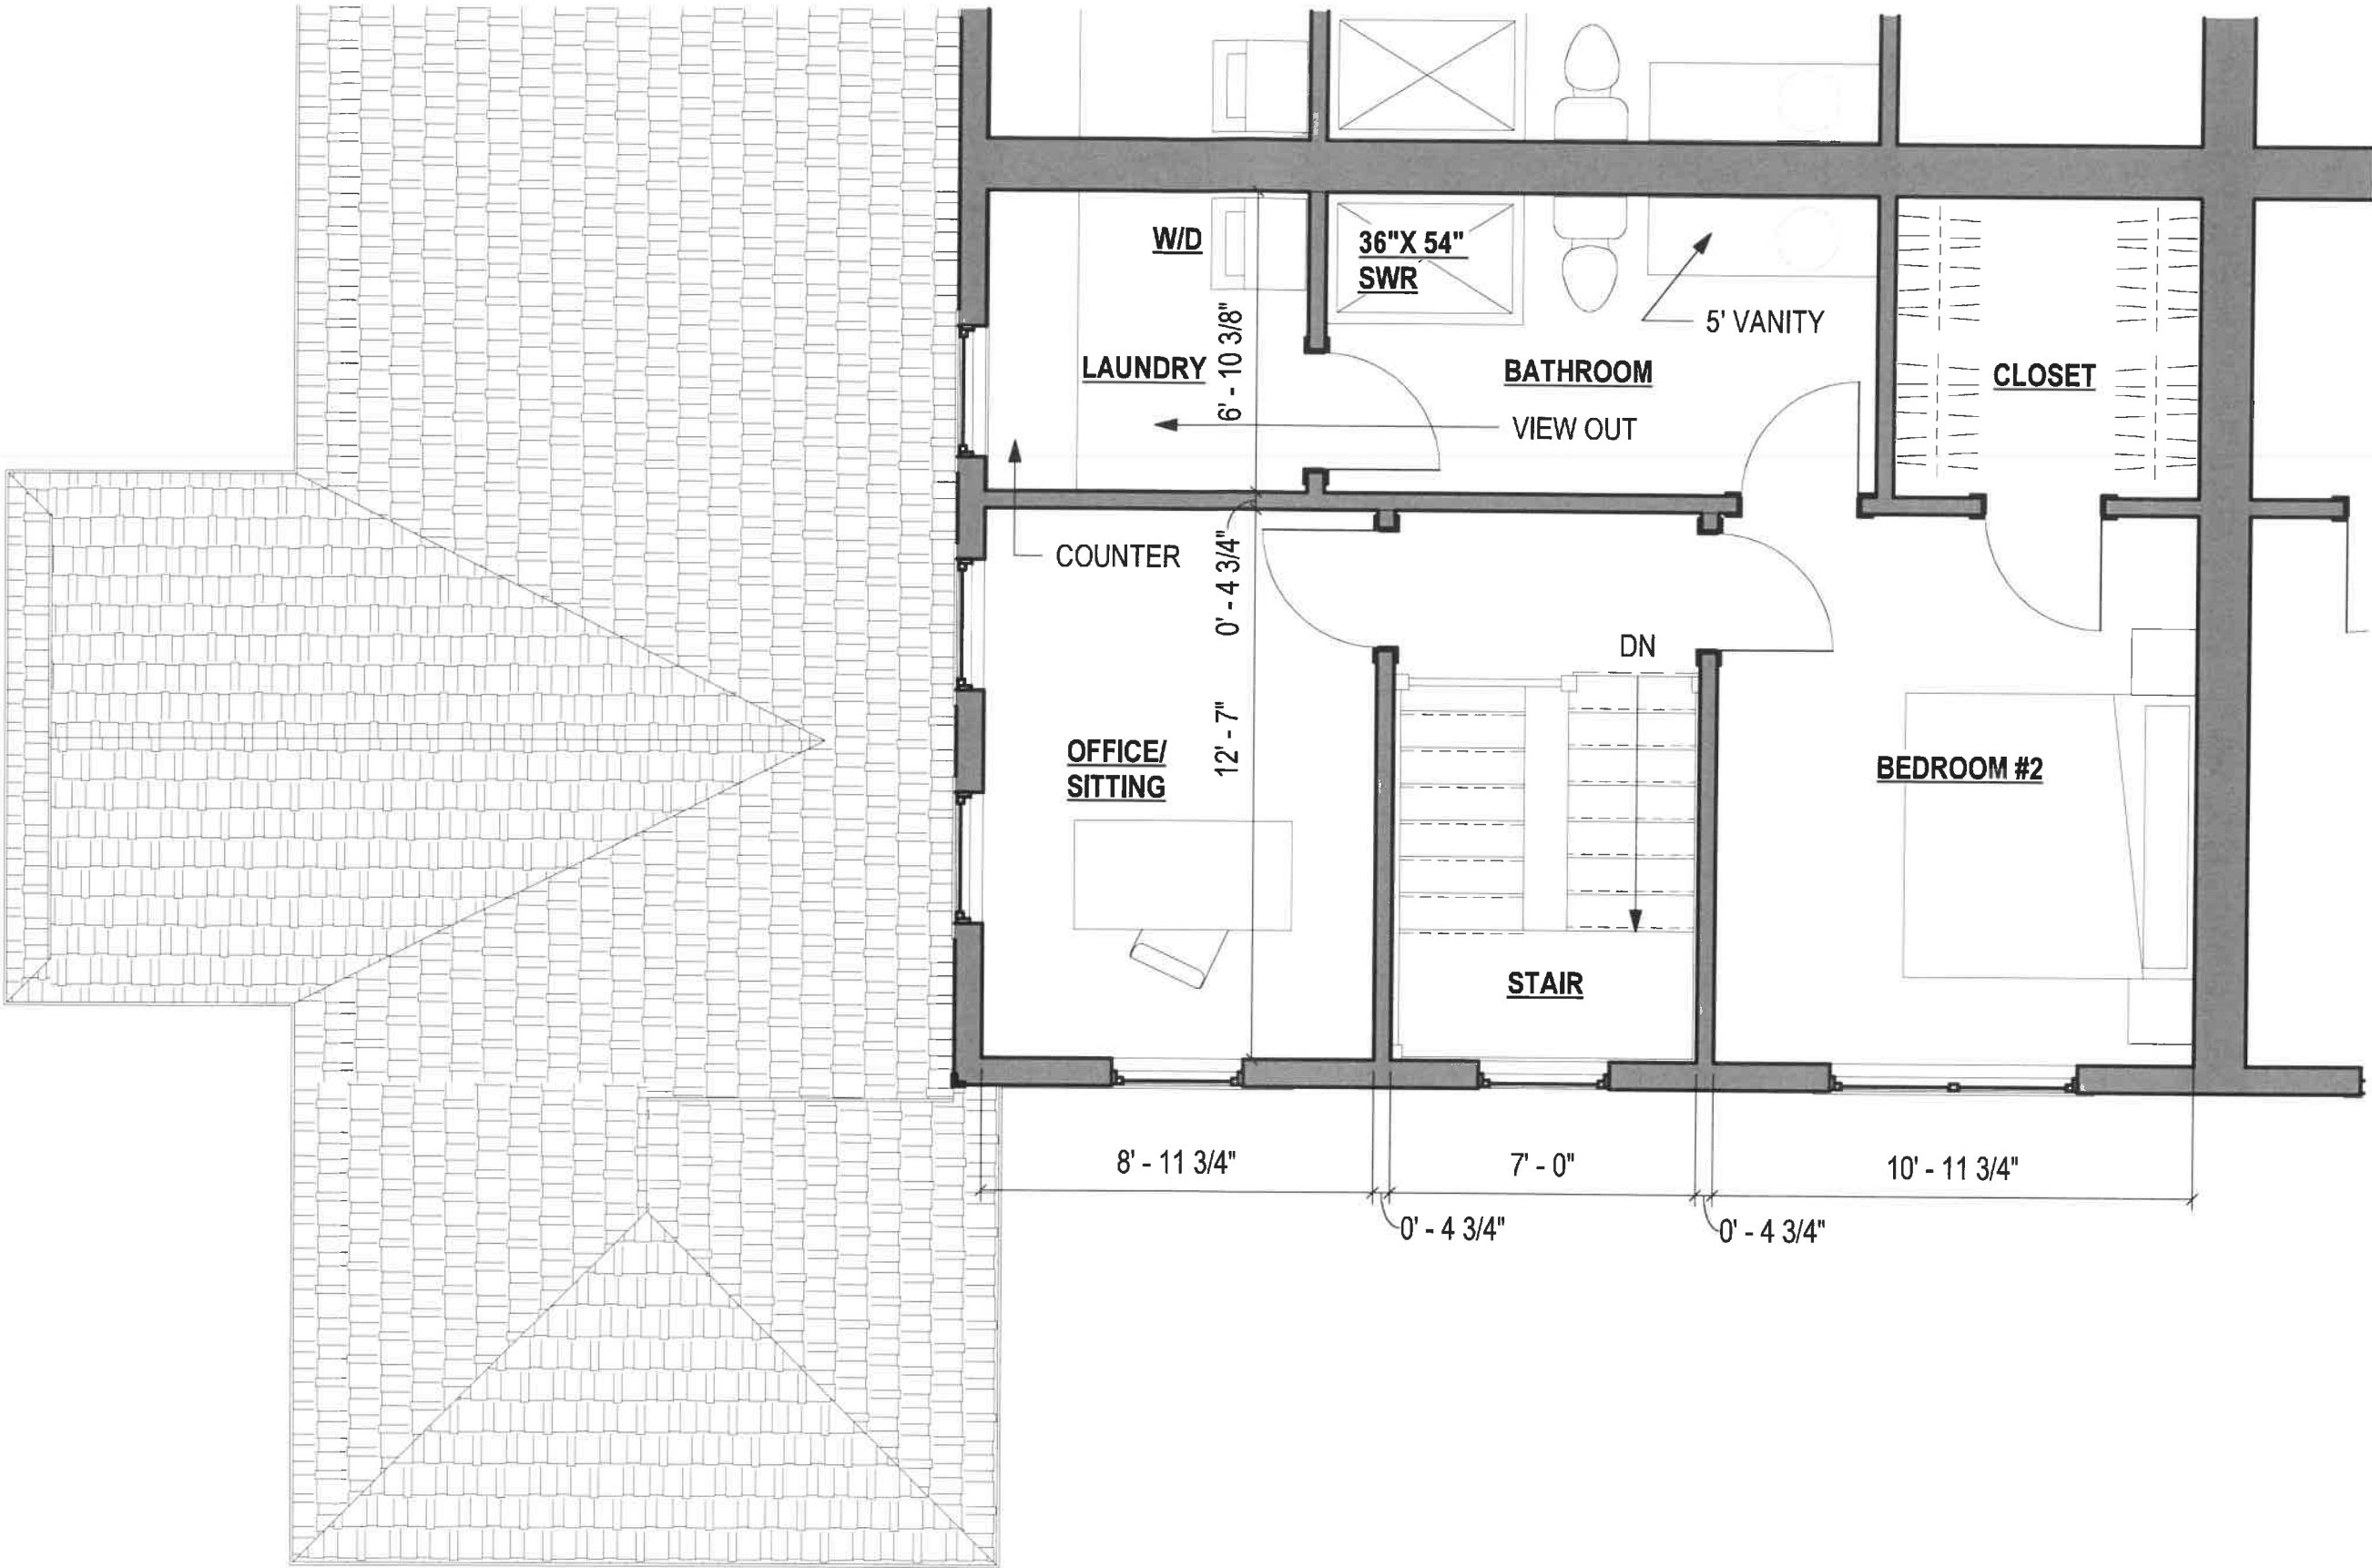 W/D
36"X 54"
SWR
5' VANITY
LAUNDRY
6' - 10 3/8"
BATHROOM
CLOSET
VIEW OUT
COUNTER
0' - 4 3/4"
DN
12' - 7"
OFFICE/
SITTING
BEDROOM #2
STAIR
8' - 11 3/4"
7' - 0"
10' - 11 3/4"
0' - 4 3/4"
0' - 4 3/4"